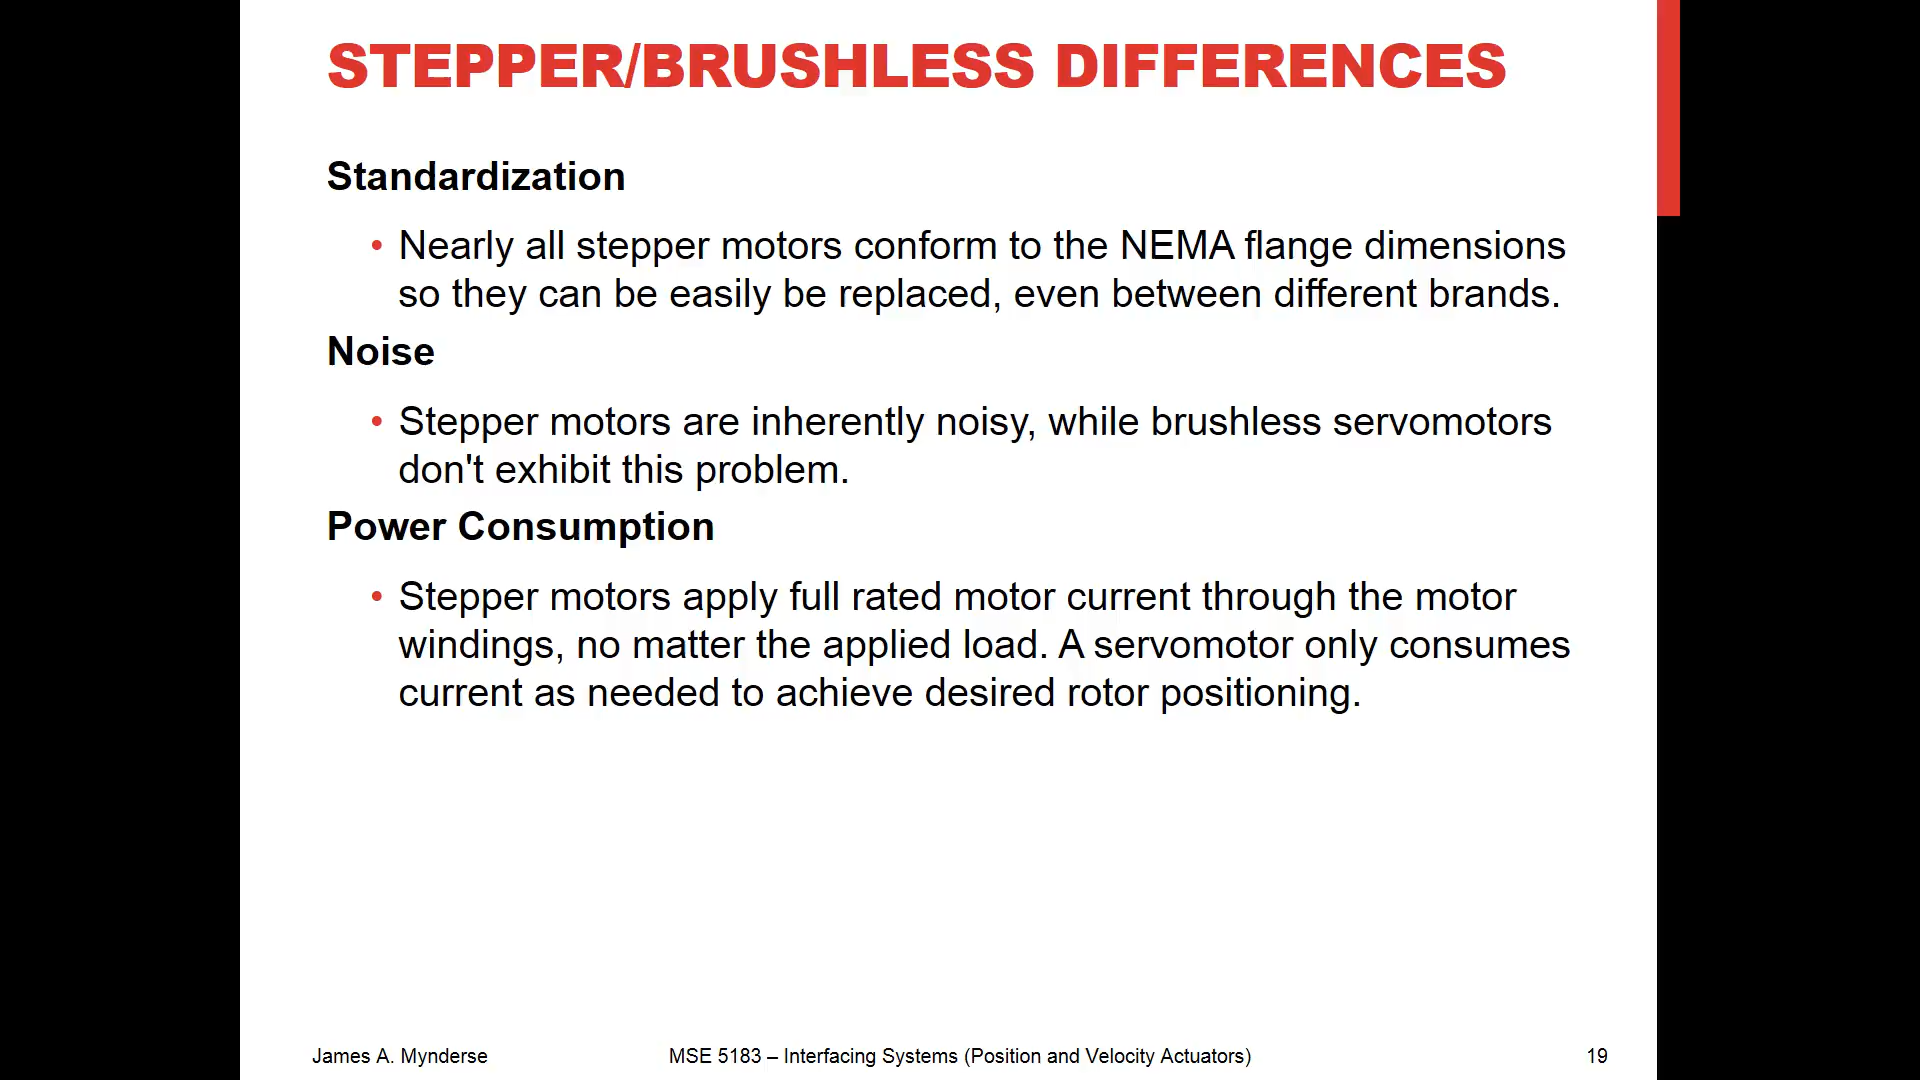 STEPPER/BRUSHLESS DIFFERENCES
Standardization
• Nearly all stepper motors conform to the NEMA flange dimensions
so they can be easily be replaced, even between different brands.
Noise
• Stepper motors are inherently noisy, while brushless servomotors
don't exhibit this problem.
Power Consumption
• Stepper motors apply full rated motor current through the motor
windings, no matter the applied load. A servomotor only consumes
current as needed to achieve desired rotor positioning.
James A. Mynderse
MSE 5183 – Interfacing Systems (Position and Velocity Actuators)
19